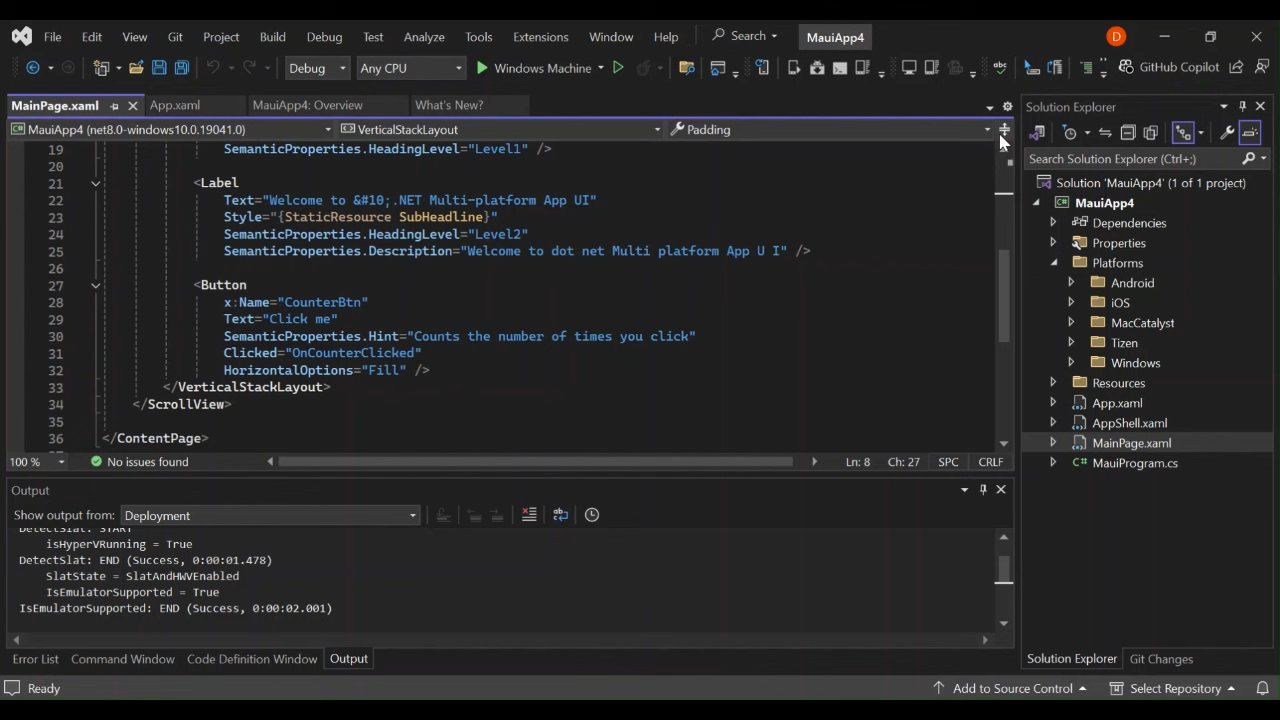 File Edit View Git Project Build Debug Test Analyze Tools Extensions Window Help Search MauiApp4 D
Debug Any CPU Windows Machine GitHub Copilot
MainPage.xaml App.xaml MauiApp4: Overview What's New?
MauiApp4 (net8.0-windows10.0.19041.0) VerticalStackLayout Padding
19 SemanticProperties.HeadingLevel="Level1" />
20
21 <Label
22 Text="Welcome to &#10;.NET Multi-platform App UI"
23 Style="{StaticResource SubHeadline}"
24 SemanticProperties.HeadingLevel="Level2"
25 SemanticProperties.Description="Welcome to dot net Multi platform App U I" />
26
27 <Button
28 x:Name="CounterBtn"
29 Text="Click me"
30 SemanticProperties.Hint="Counts the number of times you click"
31 Clicked="OnCounterClicked"
32 HorizontalOptions="Fill" />
33 </VerticalStackLayout>
34 </ScrollView>
35
36 </ContentPage>
100 % No issues found Ln: 8 Ch: 27 SPC CRLF
Output
Show output from: Deployment
DetectSlat: START
isHyperVRunning = True
DetectSlat: END (Success, 0:00:01.478)
SlatState = SlatAndHWVEnabled
IsEmulatorSupported = True
IsEmulatorSupported: END (Success, 0:00:02.001)
Error List Command Window Code Definition Window Output
Solution Explorer
Search Solution Explorer (Ctrl+;)
Solution 'MauiApp4' (1 of 1 project)
MauiApp4
Dependencies
Properties
Platforms
Android
iOS
MacCatalyst
Tizen
Windows
Resources
App.xaml
AppShell.xaml
MainPage.xaml
MauiProgram.cs
Solution Explorer Git Changes
Ready Add to Source Control Select Repository